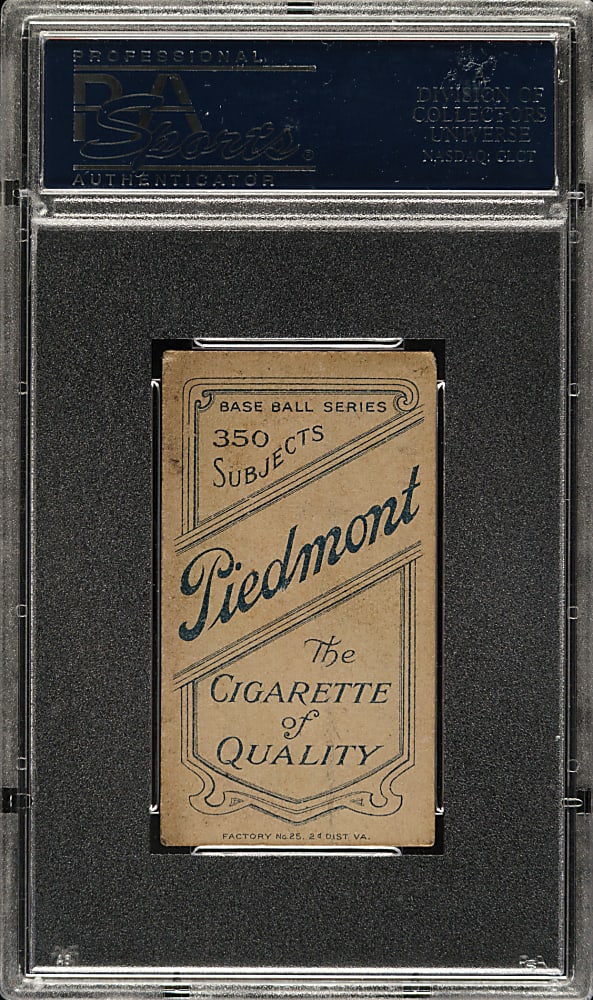 PROFESSIONAL
PSA
Sports®
AUTHENTICATOR
DIVISION OF
COLLECTORS
UNIVERSE
NASDAQ: CLCT
BASE BALL SERIES
350
SUBJECTS
Piedmont
The
CIGARETTE
of
QUALITY
FACTORY No. 25, 2d DIST. VA.
PSA